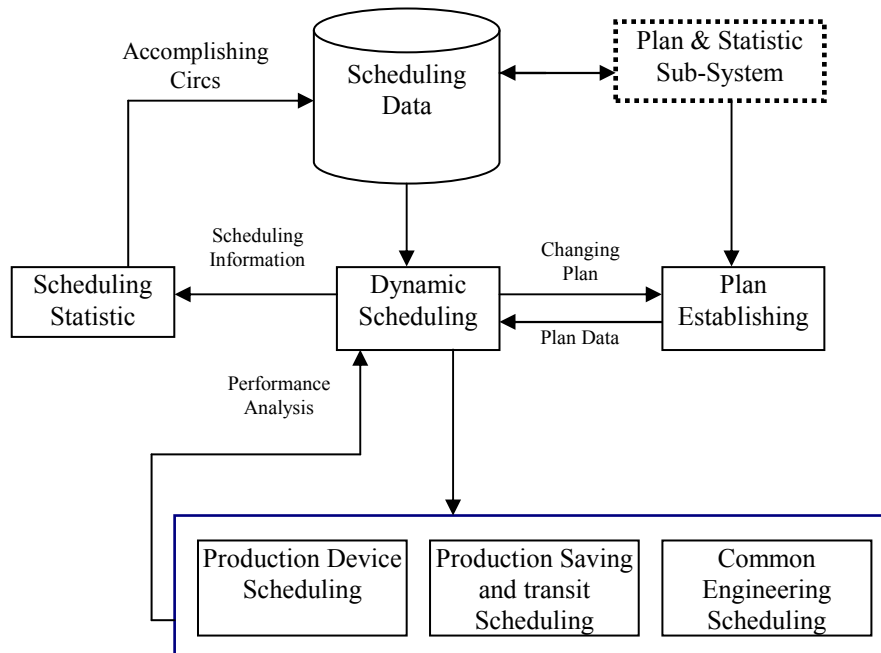 Accomplishing
Circs
Scheduling
Data
Plan & Statistic
Sub-System
Scheduling
Information
Changing
Plan
Scheduling
Statistic
Dynamic
Scheduling
Plan
Establishing
Plan Data
Performance
Analysis
Production Device
Scheduling
Production Saving
and transit
Scheduling
Common
Engineering
Scheduling